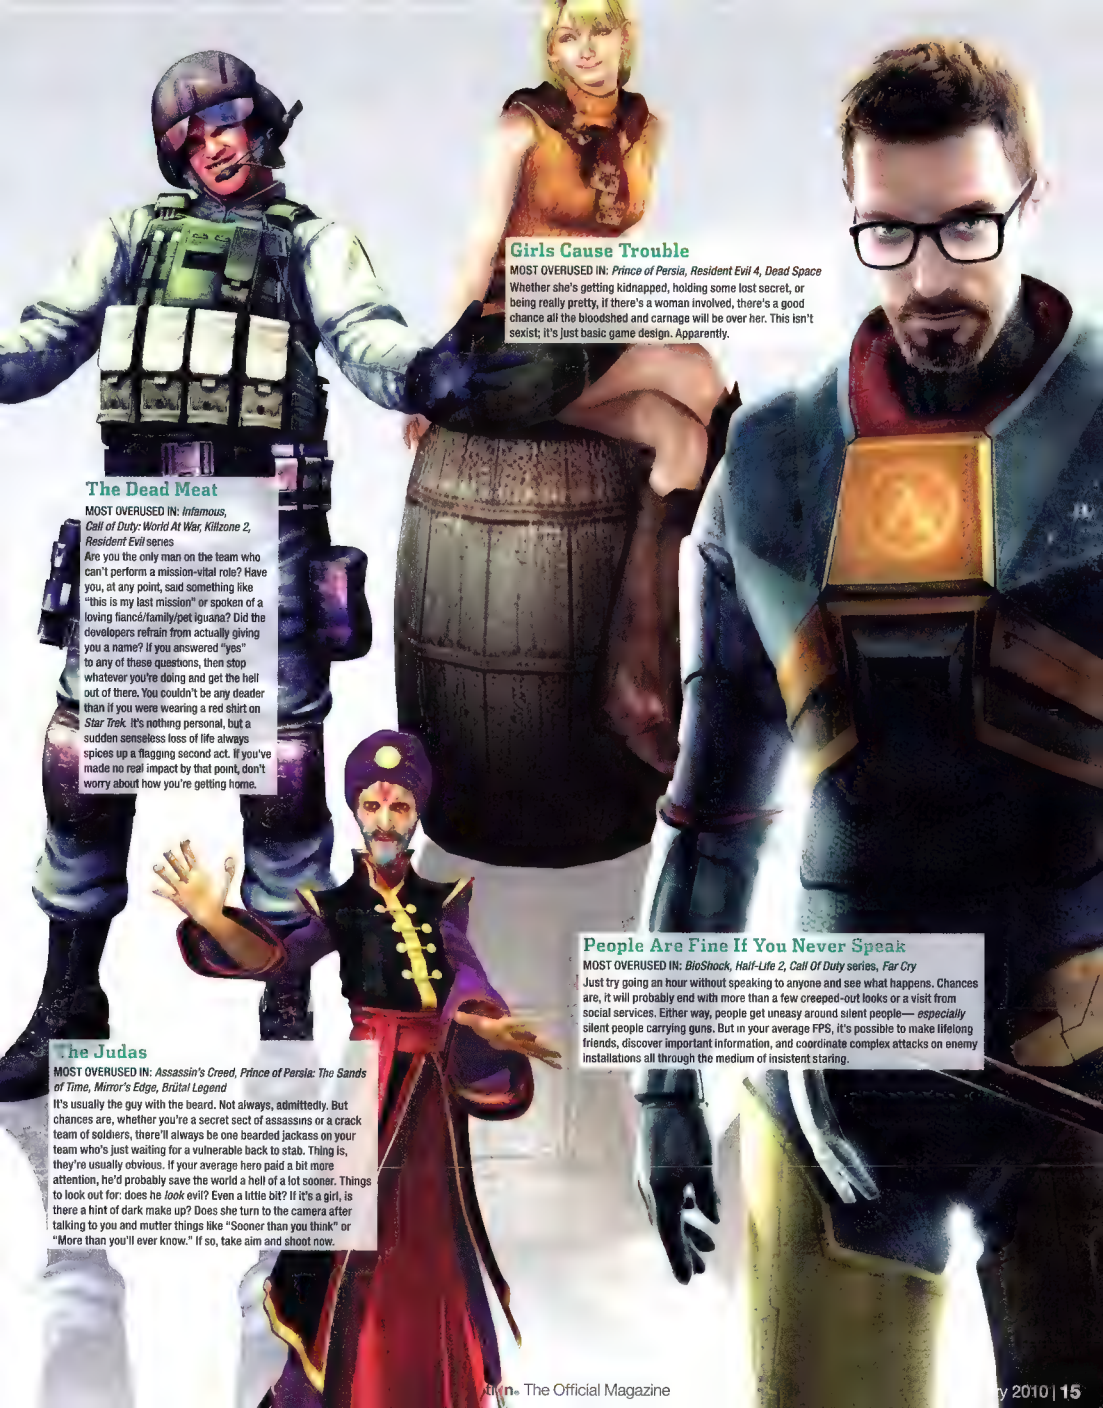 Girls Cause Trouble
MOST OVERUSED IN: Prince of Persia, Resident Evil 4, Dead Space
Whether she's getting kidnapped, holding some lost secret, or
being really pretty, if there's a woman involved, there's a good
chance all the bloodshed and carnage will be over her. This isn't
sexist; it's just basic game design. Apparently.
The Dead Meat
MOST OVERUSED IN: Infamous,
Call of Duty: World At War, Killzone 2,
Resident Evil series
Are you the only man on the team who
can't perform a mission-vital role? Have
you, at any point, said something like
"this is my last mission" or spoken of a
loving fiancé/family/pet iguana? Did the
developers refrain from actually giving
you a name? If you answered "yes"
to any of these questions, then stop
whatever you're doing and get the hell
out of there. You couldn't be any deader
than if you were wearing a red shirt on
Star Trek. It's nothing personal, but a
sudden senseless loss of life always
spices up a flagging second act. If you've
made no real impact by that point, don't
worry about how you're getting home.
People Are Fine If You Never Speak
MOST OVERUSED IN: BioShock, Half-Life 2, Call Of Duty series, Far Cry
Just try going an hour without speaking to anyone and see what happens. Chances
are, it will probably end with more than a few creeped-out looks or a visit from
social services. Either way, people get uneasy around silent people— especially
silent people carrying guns. But in your average FPS, it's possible to make lifelong
friends, discover important information, and coordinate complex attacks on enemy
installations all through the medium of insistent staring.
The Judas
MOST OVERUSED IN: Assassin's Creed, Prince of Persia: The Sands
of Time, Mirror's Edge, Brütal Legend
It's usually the guy with the beard. Not always, admittedly. But
chances are, whether you're a secret sect of assassins or a crack
team of soldiers, there'll always be one bearded jackass on your
team who's just waiting for a vulnerable back to stab. Thing is,
they're usually obvious. If your average hero paid a bit more
attention, he'd probably save the world a hell of a lot sooner. Things
to look out for: does he look evil? Even a little bit? If it's a girl, is
there a hint of dark make up? Does she turn to the camera after
talking to you and mutter things like "Sooner than you think" or
"More than you'll ever know." If so, take aim and shoot now.
The Official Magazine
2010 | 15